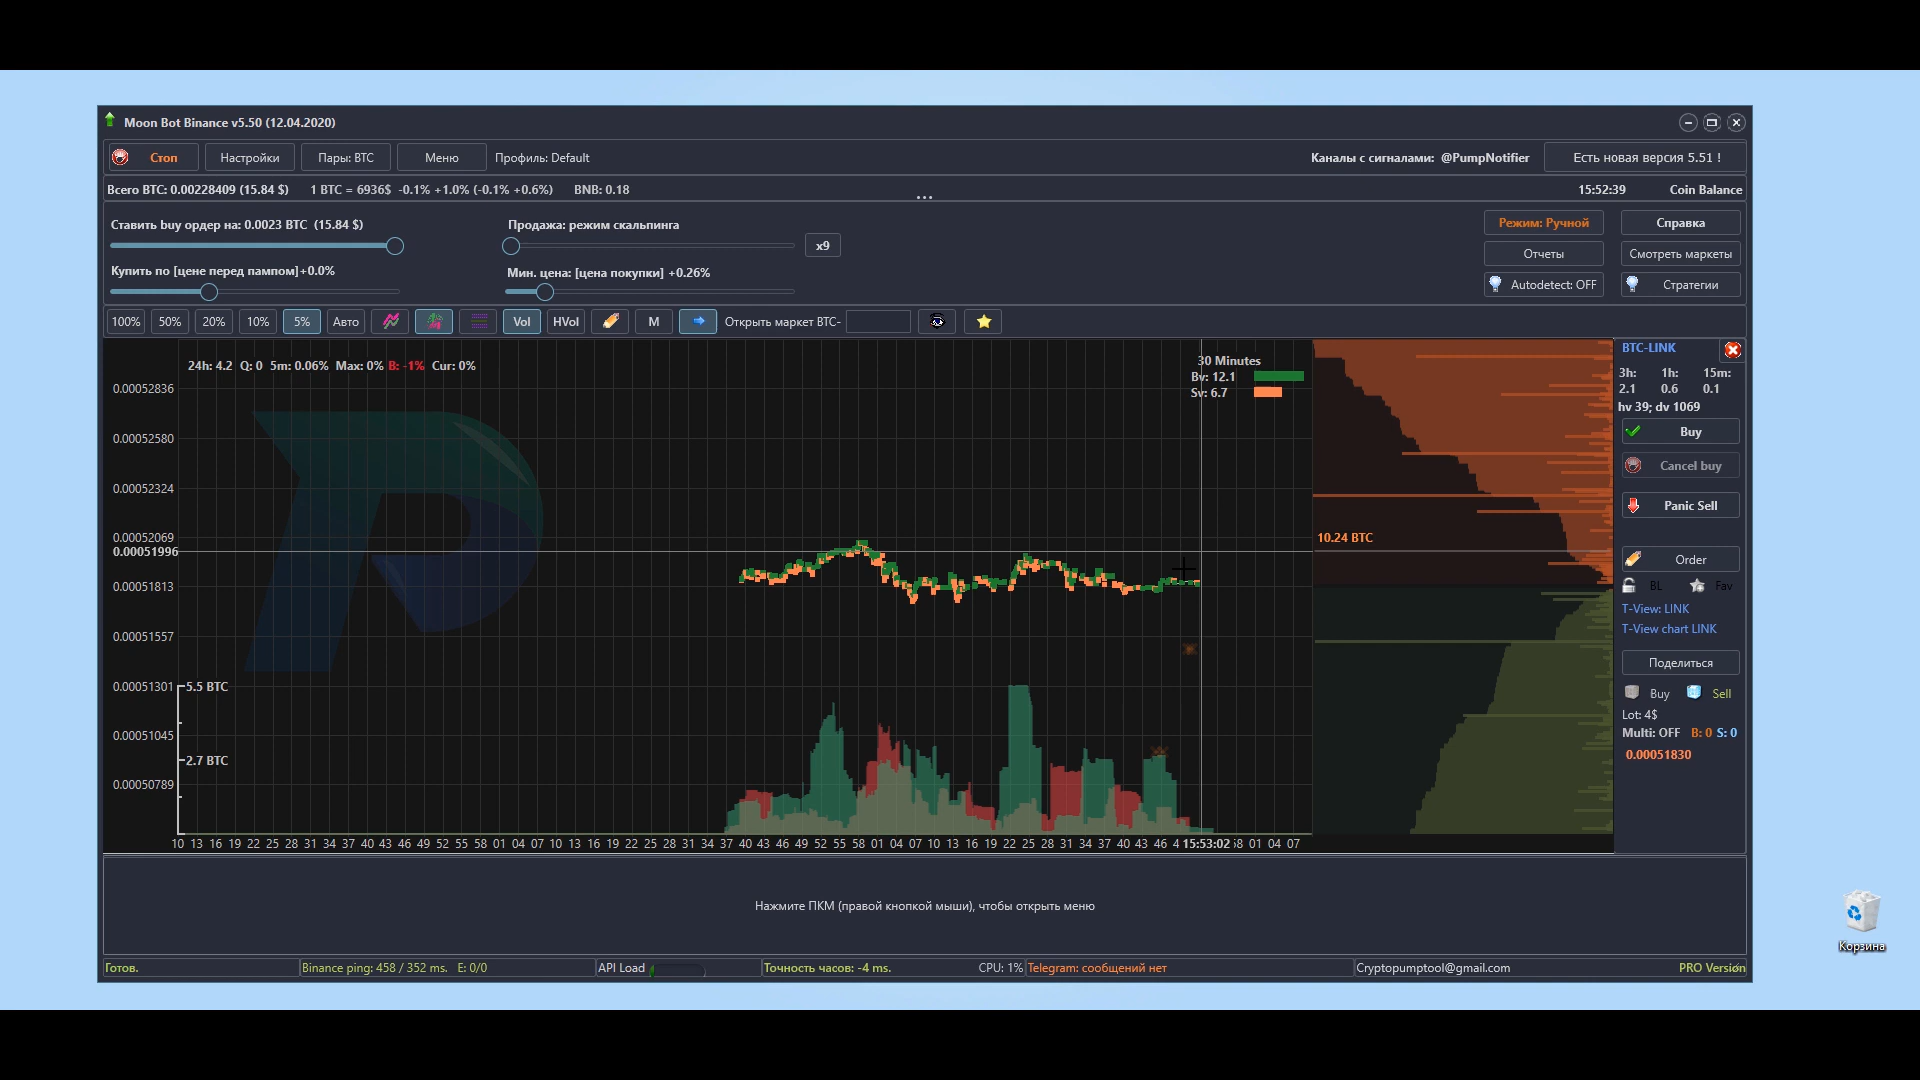 Moon Bot Binance v5.50 (12.04.2020)
Стоп Настройки Пары: BTC Меню Профиль: Default Каналы с сигналами: @PumpNotifier Есть новая версия 5.51 !
Всего BTC: 0.00228409 (15.84 $) 1 BTC = 6936$ -0.1% +1.0% (-0.1% +0.6%) BNB: 0.18 ... 15:52:39 Coin Balance
Ставить buy ордер на: 0.0023 BTC (15.84 $) Продажа: режим скальпинга Режим: Ручной Справка
x9
Отчеты Смотреть маркеты
Купить по [цене перед пампом]+0.0% Мин. цена: [цена покупки] +0.26%
Autodetect: OFF Стратегии
100% 50% 20% 10% 5% Авто Vol HVol M Открыть маркет BTC-
24h: 4.2 Q: 0 5m: 0.06% Max: 0% B: -1% Cur: 0%
30 Minutes
Bv: 12.1
Sv: 6.7
0.00052836
0.00052580
0.00052324
0.00052069
0.00051996
0.00051813
0.00051557
0.00051301
0.00051045
0.00050789
5.5 BTC
2.7 BTC
10.24 BTC
10 13 16 19 22 25 28 31 34 37 40 43 46 49 52 55 58 01 04 07 10 13 16 19 22 25 28 31 34 37 40 43 46 49 52 55 58 01 04 07 10 13 16 19 22 25 28 31 34 37 40 43 46 4 15:53:02 58 01 04 07
BTC-LINK
3h: 1h: 15m:
2.1 0.6 0.1
hv 39; dv 1069
Buy
Cancel buy
Panic Sell
Order
BL Fav
T-View: LINK
T-View chart LINK
Поделиться
Buy Sell
Lot: 4$
Multi: OFF B: 0 S: 0
0.00051830
Нажмите ПКМ (правой кнопкой мыши), чтобы открыть меню
Готов. Binance ping: 458 / 352 ms. E: 0/0 API Load Точность часов: -4 ms. CPU: 1% Telegram: сообщений нет Cryptopumptool@gmail.com PRO Version
Корзина